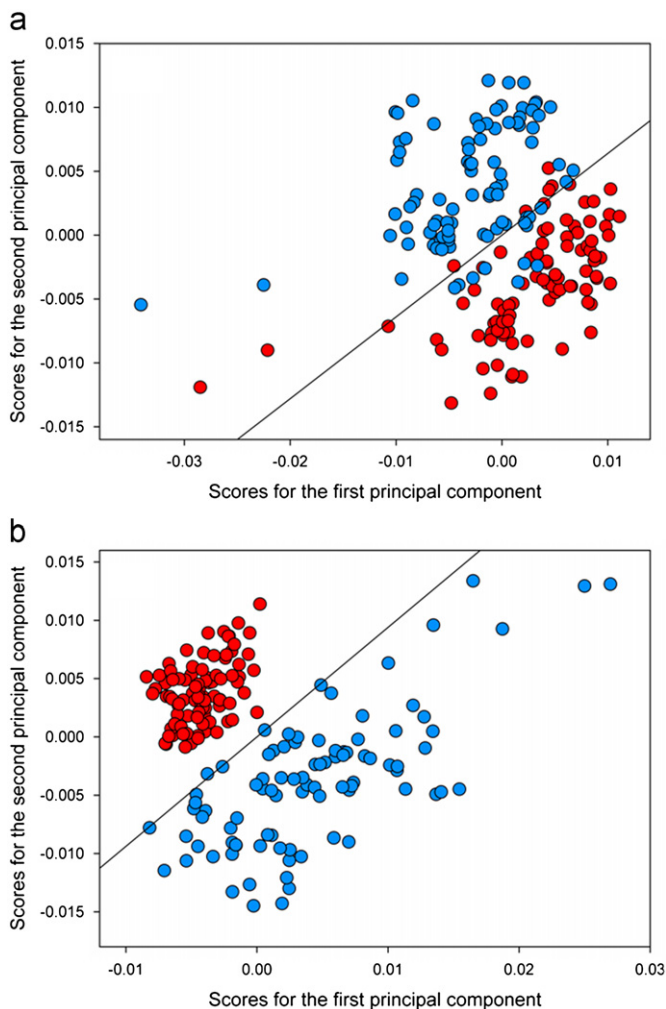 a
0.015
0.010
0.005
0.000
-0.005
-0.010
-0.015
Scores for the second principal component
-0.03 -0.02 -0.01 0.00 0.01
Scores for the first principal component
b
0.015
0.010
0.005
0.000
-0.005
-0.010
-0.015
Scores for the second principal component
-0.01 0.00 0.01 0.02 0.03
Scores for the first principal component